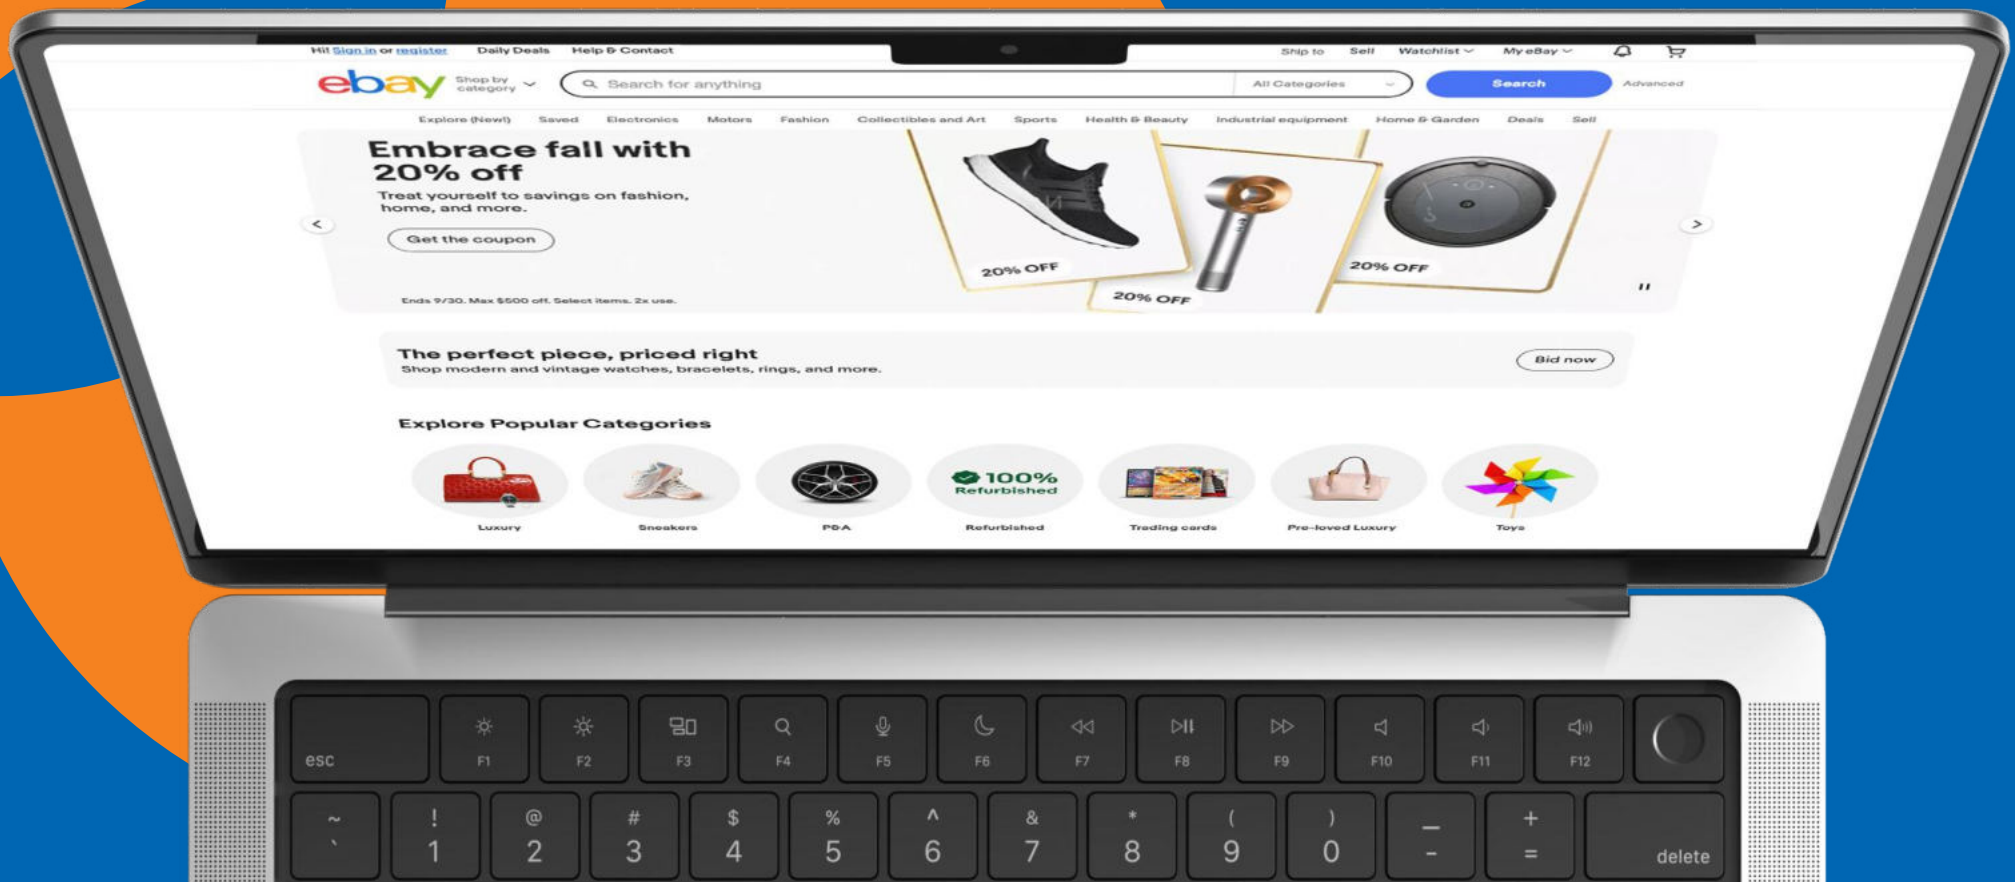 Hi! Sign in or register Daily Deals Help & Contact Ship to Sell Watchlist My eBay
ebay Shop by category Search for anything All Categories Search Advanced
Explore (New!) Saved Electronics Motors Fashion Collectibles and Art Sports Health & Beauty Industrial equipment Home & Garden Deals Sell
Embrace fall with
20% off
Treat yourself to savings on fashion,
home, and more.
Get the coupon
Ends 9/30. Max $500 off. Select items. 2x use.
20% OFF
20% OFF
20% OFF
The perfect piece, priced right
Shop modern and vintage watches, bracelets, rings, and more.
Bid now
Explore Popular Categories
100%
Refurbished
Luxury Sneakers P&A Refurbished Trading cards Pre-loved Luxury Toys
esc F1 F2 F3 F4 F5 F6 F7 F8 F9 F10 F11 F12
~ ! @ # $ % ^ & * ( ) _ +
` 1 2 3 4 5 6 7 8 9 0 - = delete